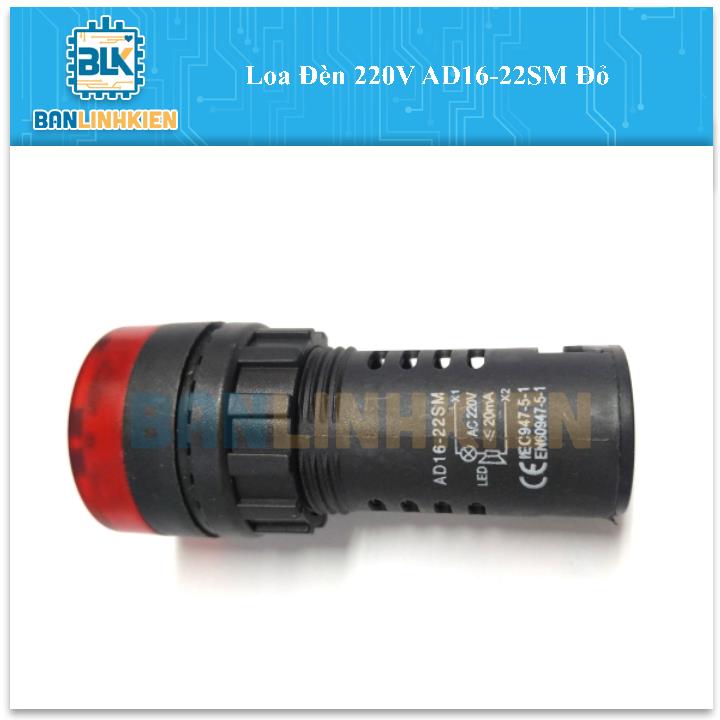 BLK
BANLINHKIEN
Loa Đèn 220V AD16-22SM Đỏ
BANLINHKIEN
AD16-22SM
LED
X1
AC 220V
≤ 20mA
X2
CE IEC947-5-1
EN60947-5-1